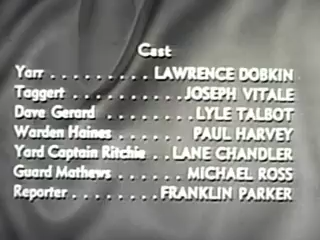 Cast
Yarr . . . . . . . . . LAWRENCE DOBKIN
Taggert . . . . . . . . . . . JOSEPH VITALE
Dave Gerard . . . . . . . . LYLE TALBOT
Warden Haines . . . . . . . PAUL HARVEY
Yard Captain Ritchie . . LANE CHANDLER
Guard Mathews . . . . . . MICHAEL ROSS
Reporter . . . . . . . . FRANKLIN PARKER